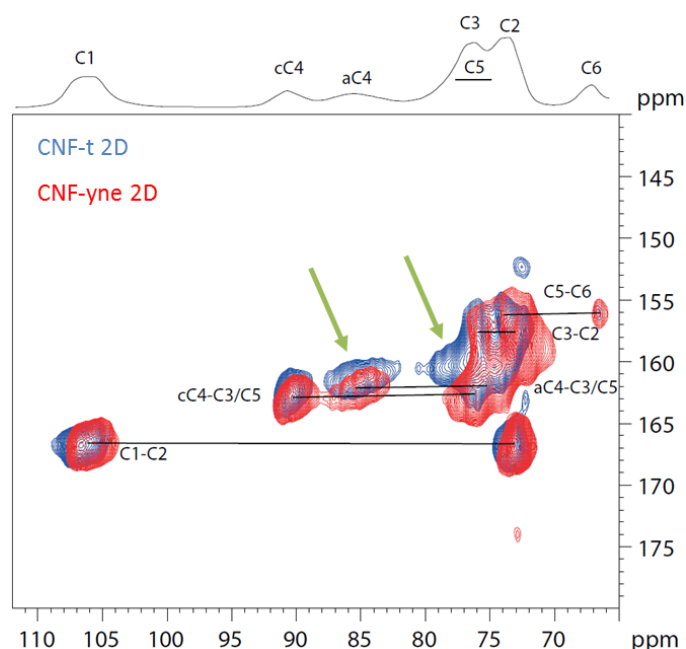 C1
cC4
aC4
C3
C2
C5
C6
ppm
CNF-t 2D
CNF-yne 2D
145
150
155
160
165
170
175
C5-C6
C3-C2
cC4-C3/C5
aC4-C3/C5
C1-C2
110 105 100 95 90 85 80 75 70 ppm